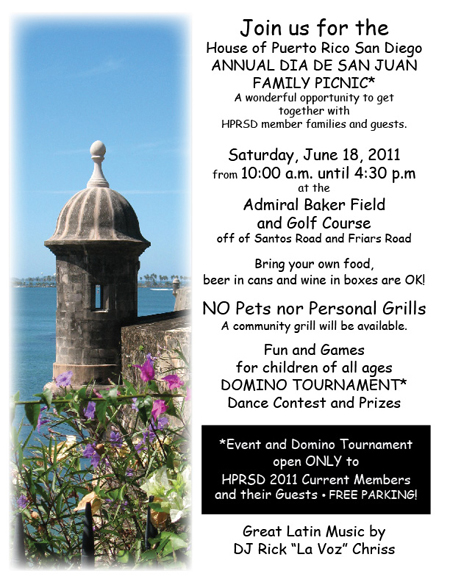 Join us for the
House of Puerto Rico San Diego
ANNUAL DIA DE SAN JUAN
FAMILY PICNIC*
A wonderful opportunity to get
together with
HPRSD member families and guests.
Saturday, June 18, 2011
from 10:00 a.m. until 4:30 p.m
at the
Admiral Baker Field
and Golf Course
off of Santos Road and Friars Road
Bring your own food,
beer in cans and wine in boxes are OK!
NO Pets nor Personal Grills
A community grill will be available.
Fun and Games
for children of all ages
DOMINO TOURNAMENT*
Dance Contest and Prizes
*Event and Domino Tournament
open ONLY to
HPRSD 2011 Current Members
and their Guests • FREE PARKING!
Great Latin Music by
DJ Rick "La Voz" Chriss